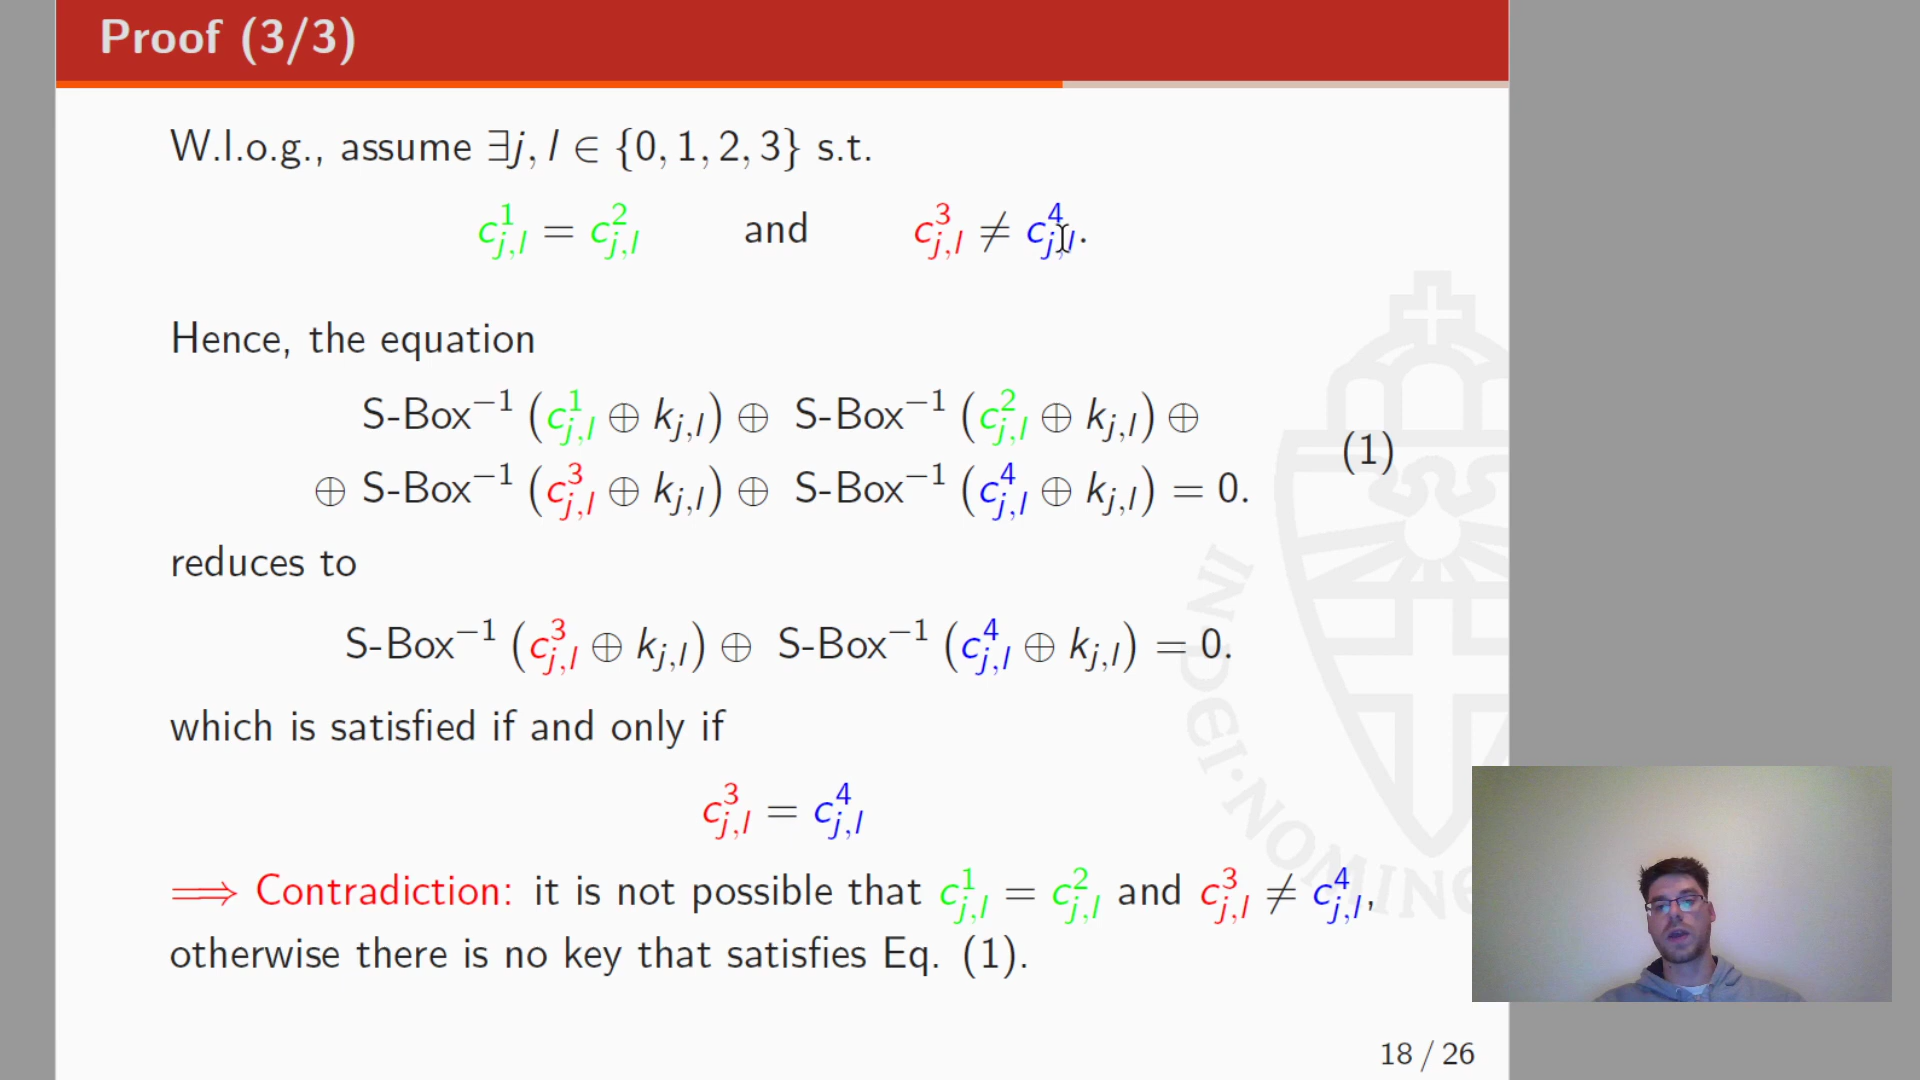 Proof (3/3)
W.l.o.g., assume ∃j, l ∈ {0, 1, 2, 3} s.t.
c^1_{j,l} = c^2_{j,l} and c^3_{j,l} ≠ c^4_{j,l}.
Hence, the equation
S-Box^{−1} (c^1_{j,l} ⊕ k_{j,l}) ⊕ S-Box^{−1} (c^2_{j,l} ⊕ k_{j,l}) ⊕
(1)
⊕ S-Box^{−1} (c^3_{j,l} ⊕ k_{j,l}) ⊕ S-Box^{−1} (c^4_{j,l} ⊕ k_{j,l}) = 0.
reduces to
S-Box^{−1} (c^3_{j,l} ⊕ k_{j,l}) ⊕ S-Box^{−1} (c^4_{j,l} ⊕ k_{j,l}) = 0.
which is satisfied if and only if
c^3_{j,l} = c^4_{j,l}
⟹ Contradiction: it is not possible that c^1_{j,l} = c^2_{j,l} and c^3_{j,l} ≠ c^4_{j,l},
otherwise there is no key that satisfies Eq. (1).
IN DEI·NOMINE
18 / 26